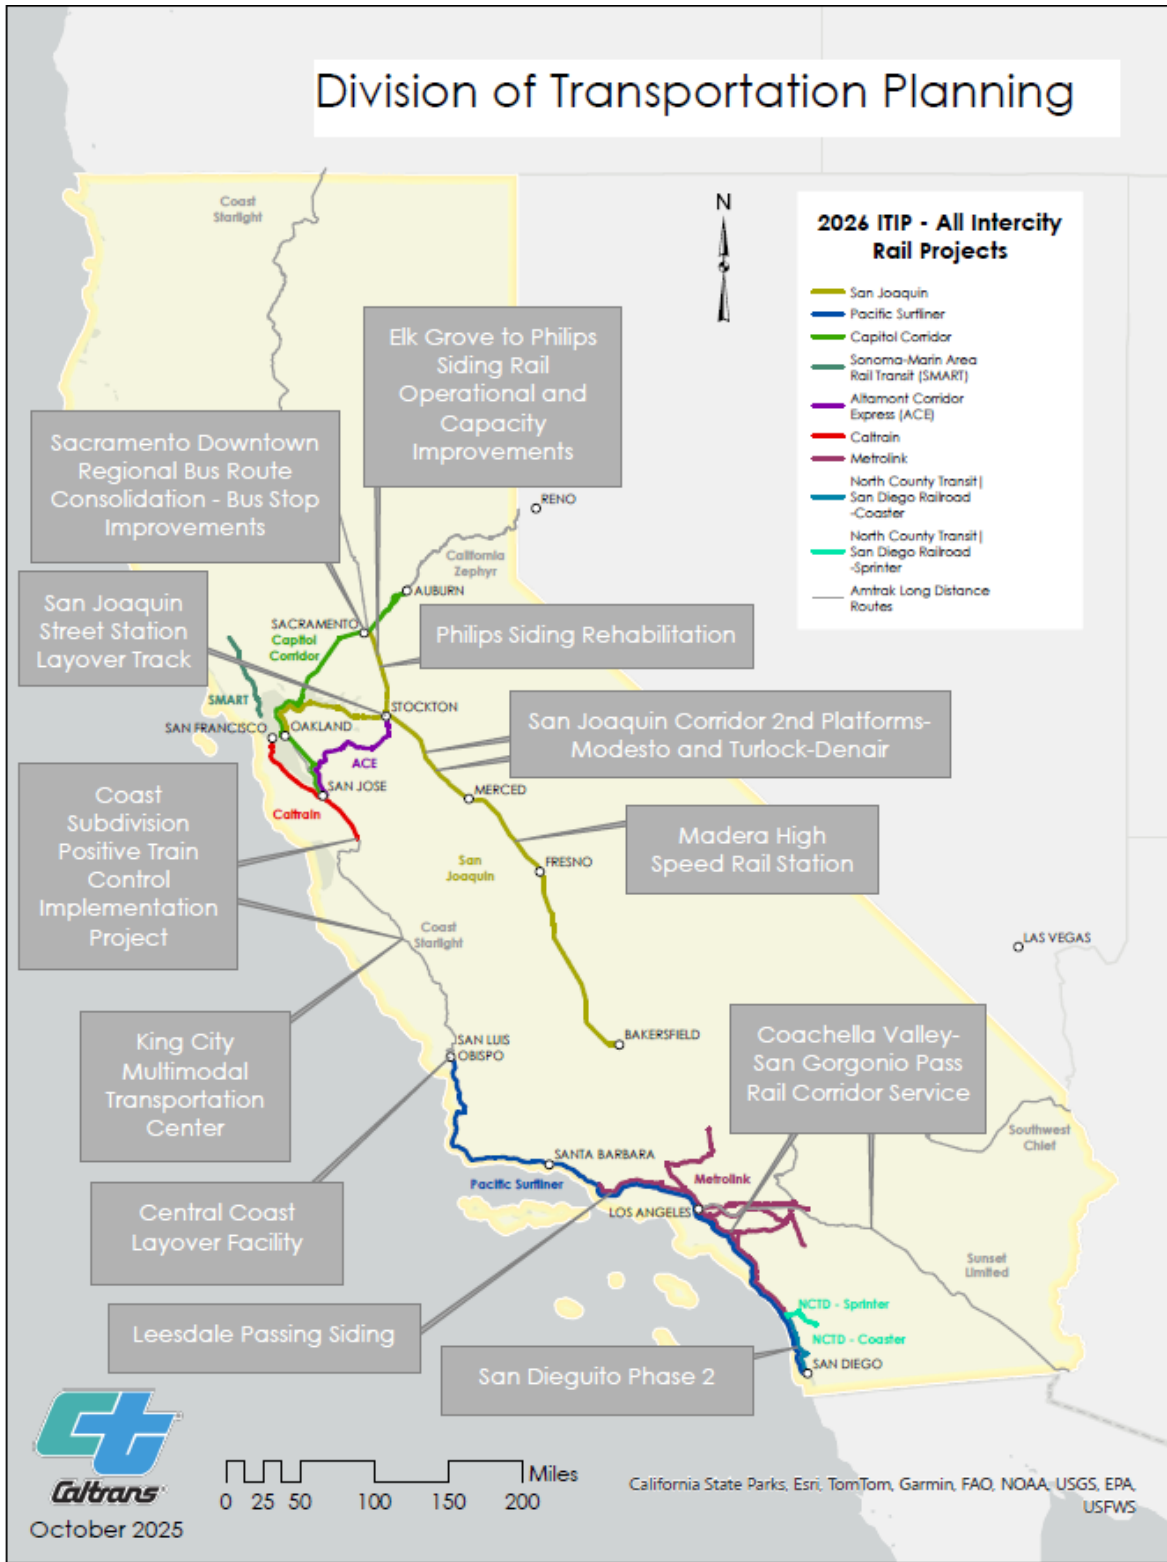 Division of Transportation Planning
Coast
Starlight
N
2026 ITIP - All Intercity
Rail Projects
San Joaquin
Pacific Surfliner
Capitol Corridor
Sonoma-Marin Area
Rail Transit (SMART)
Altamont Corridor
Express (ACE)
Caltrain
Metrolink
North County Transit|
San Diego Railroad
-Coaster
North County Transit|
San Diego Railroad
-Sprinter
Amtrak Long Distance
Routes
Elk Grove to Philips
Siding Rail
Operational and
Capacity
Improvements
Sacramento Downtown
Regional Bus Route
Consolidation - Bus Stop
Improvements
RENO
California
Zephyr
AUBURN
San Joaquin
Street Station
Layover Track
SACRAMENTO
Capitol
Corridor
Philips Siding Rehabilitation
SMART
STOCKTON
SAN FRANCISCO
OAKLAND
San Joaquin Corridor 2nd Platforms-
Modesto and Turlock-Denair
ACE
SAN JOSE
MERCED
Coast
Subdivision
Positive Train
Control
Implementation
Project
Caltrain
Madera High
Speed Rail Station
San
Joaquin
FRESNO
Coast
Starlight
LAS VEGAS
King City
Multimodal
Transportation
Center
SAN LUIS
OBISPO
BAKERSFIELD
Coachella Valley-
San Gorgonio Pass
Rail Corridor Service
Southwest
Chief
SANTA BARBARA
Pacific Surfliner
Metrolink
LOS ANGELES
Central Coast
Layover Facility
Sunset
Limited
Leesdale Passing Siding
NCTD - Sprinter
NCTD - Coaster
SAN DIEGO
San Dieguito Phase 2
ct
Caltrans
October 2025
Miles
0 25 50 100 150 200
California State Parks, Esri, TomTom, Garmin, FAO, NOAA, USGS, EPA,
USFWS